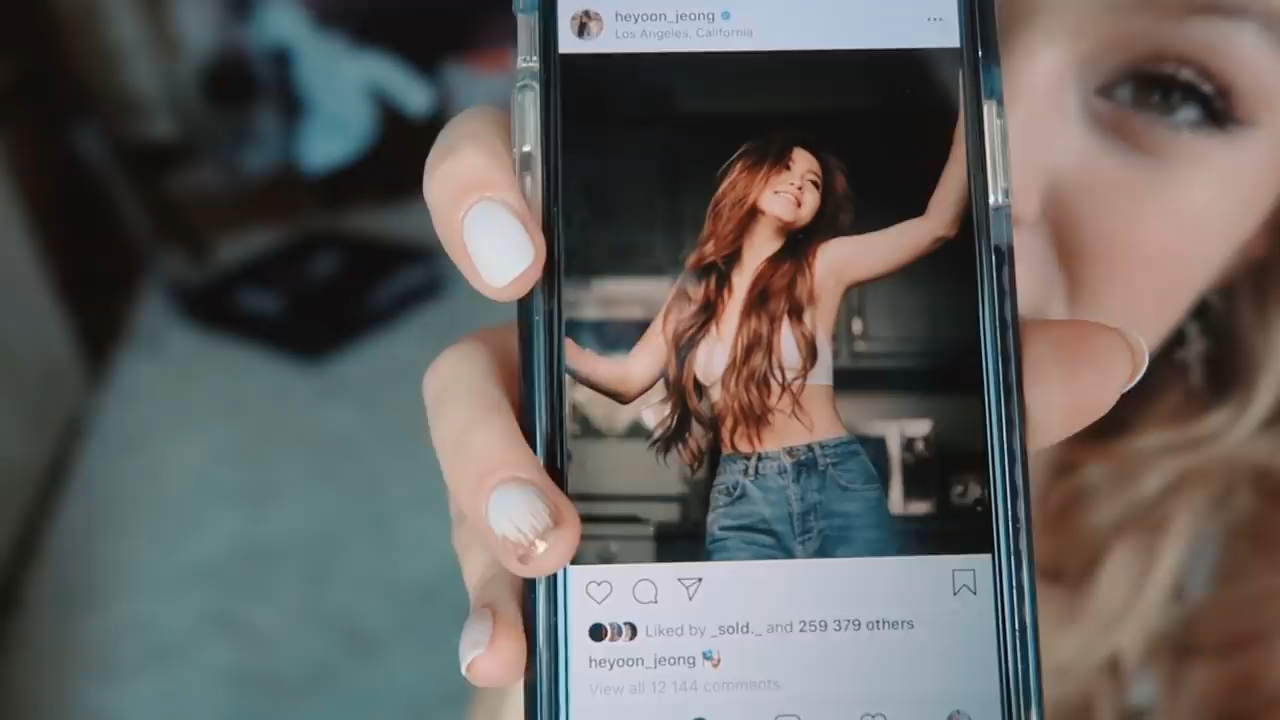 heyoon_jeong
Los Angeles, California
Liked by _sold._ and 259 379 others
heyoon_jeong
View all 12 144 comments